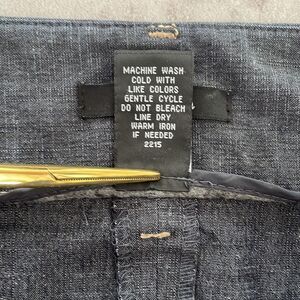 MACHINE WASH
COLD WITH
LIKE COLORS
GENTLE CYCLE
DO NOT BLEACH
LINE DRY
WARM IRON
IF NEEDED
2215